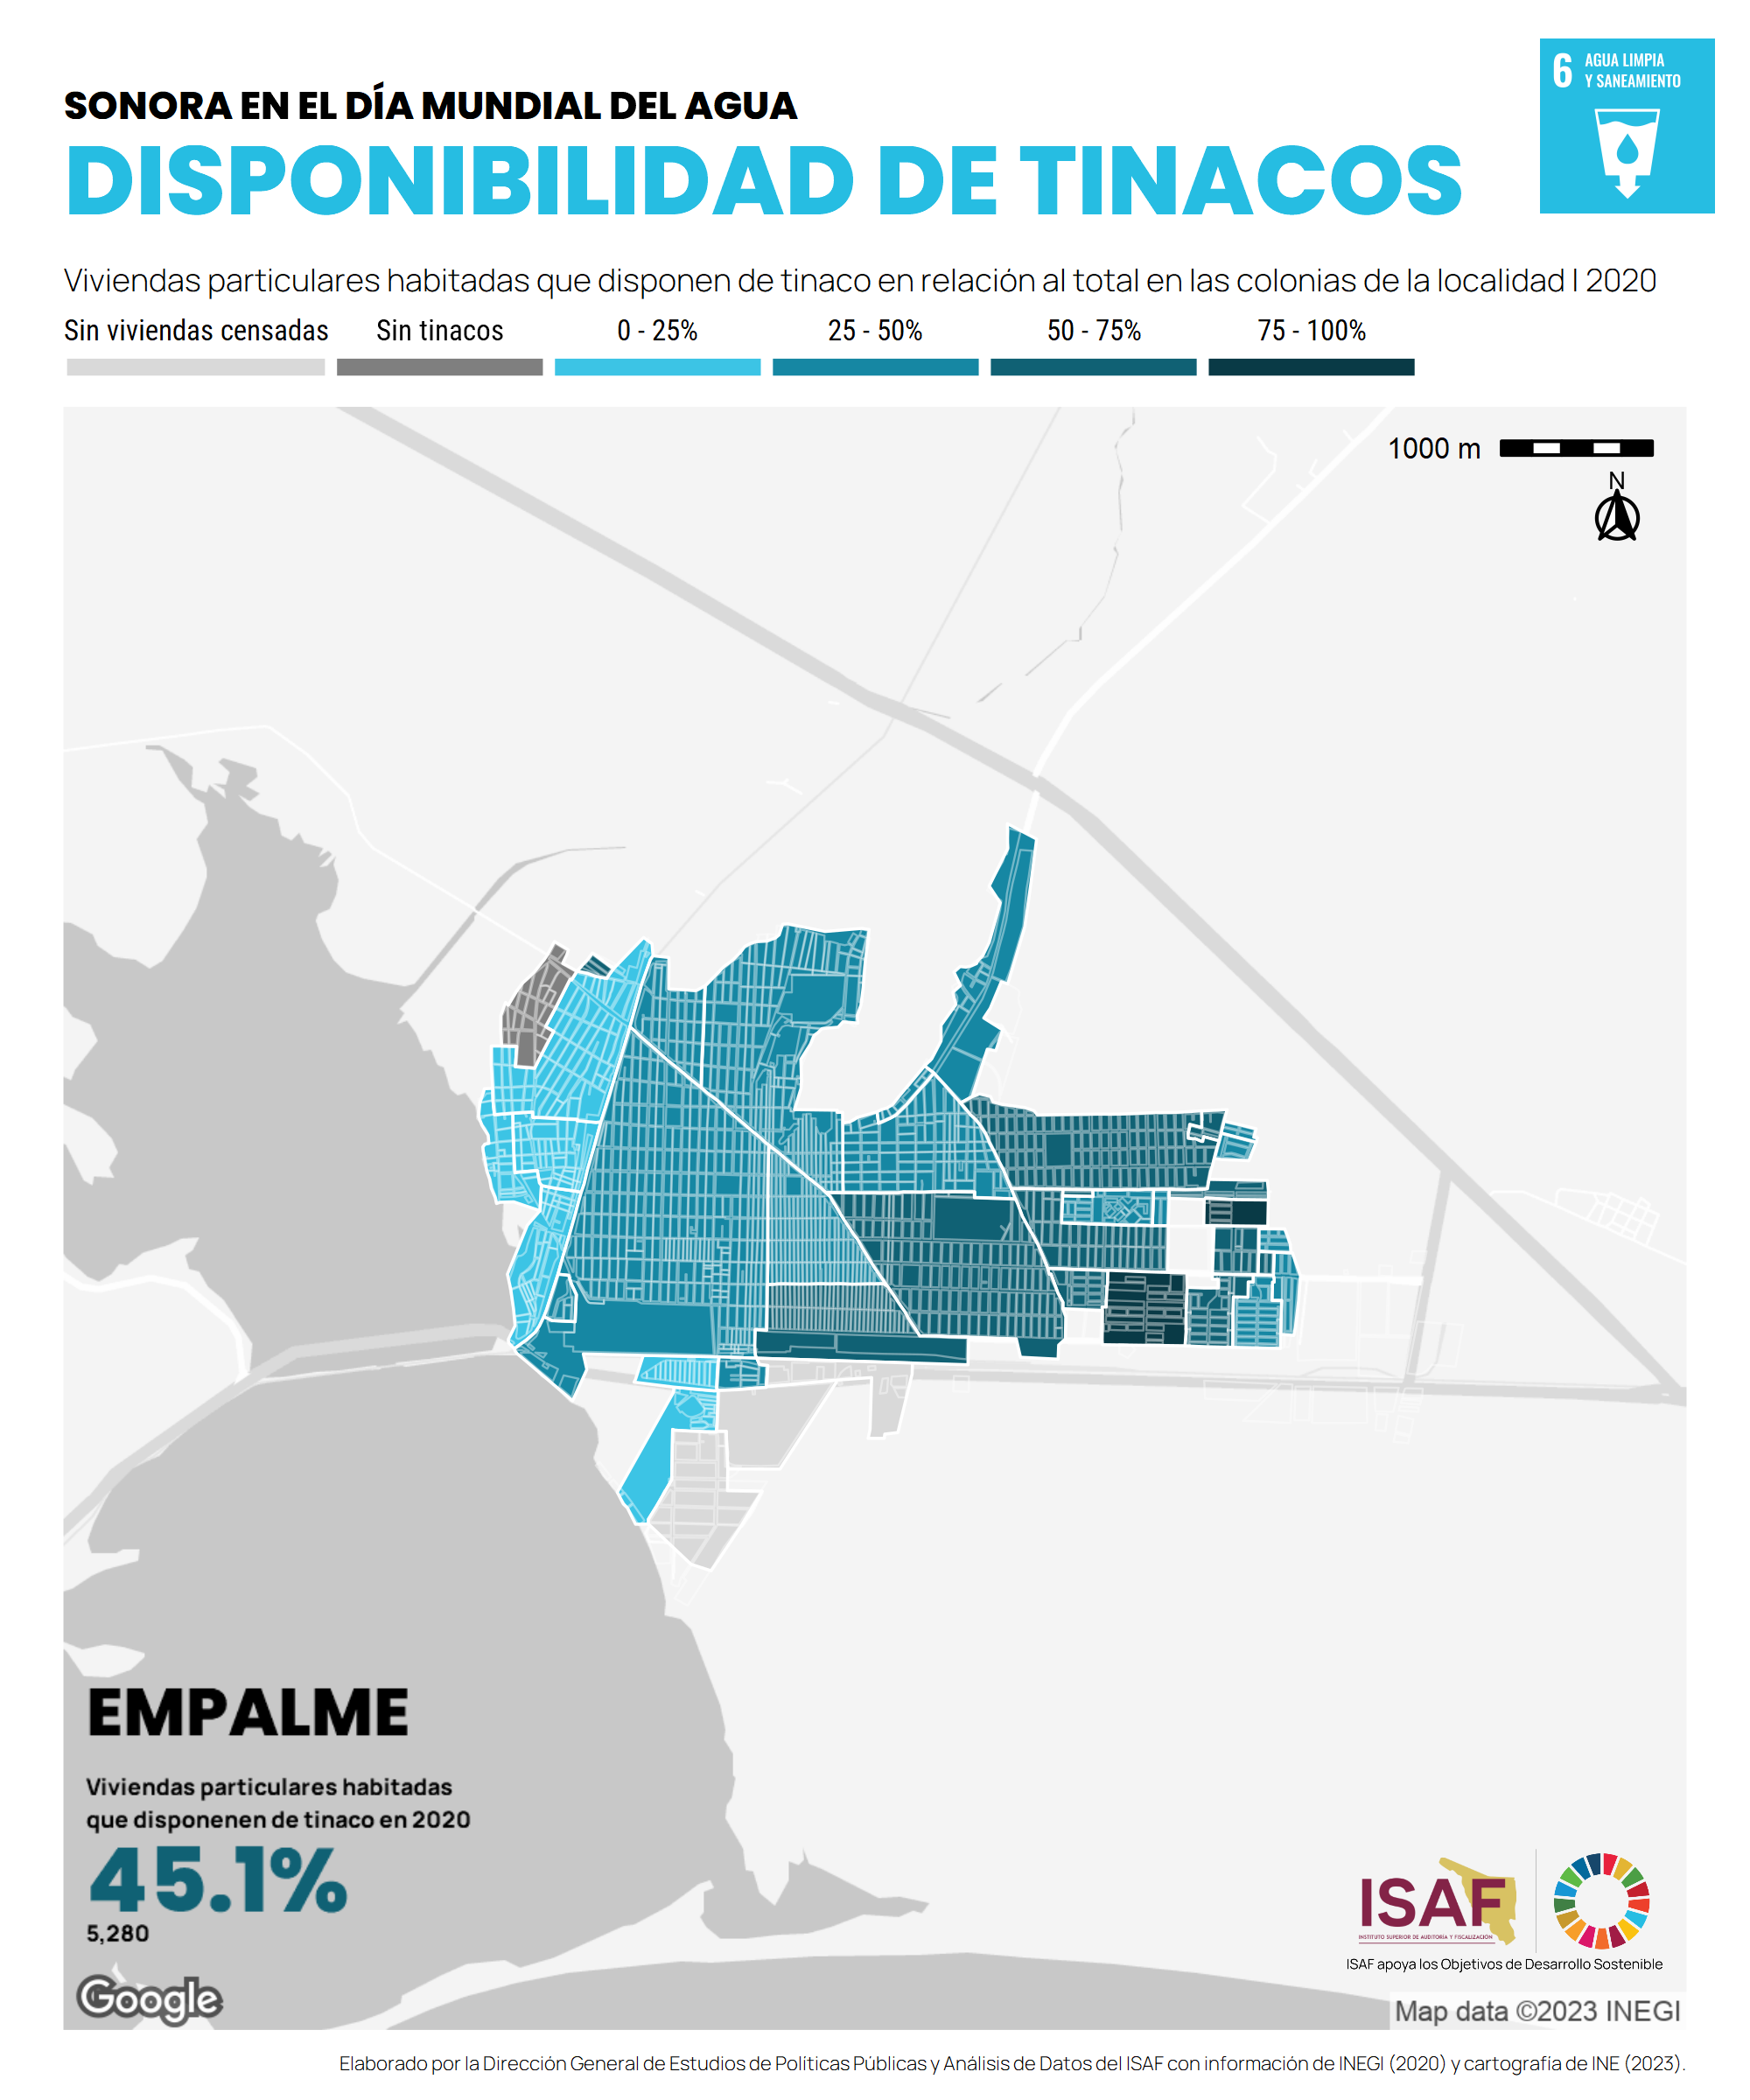 6 AGUA LIMPIA
Y SANEAMIENTO
SONORA EN EL DÍA MUNDIAL DEL AGUA
DISPONIBILIDAD DE TINACOS
Viviendas particulares habitadas que disponen de tinaco en relación al total en las colonias de la localidad | 2020
Sin viviendas censadas Sin tinacos 0 - 25% 25 - 50% 50 - 75% 75 - 100%
1000 m
N
EMPALME
Viviendas particulares habitadas
que disponenen de tinaco en 2020
45.1%
5,280
ISAF
INSTITUTO SUPERIOR DE AUDITORÍA Y FISCALIZACIÓN
ISAF apoya los Objetivos de Desarrollo Sostenible
Google
Map data ©2023 INEGI
Elaborado por la Dirección General de Estudios de Políticas Públicas y Análisis de Datos del ISAF con información de INEGI (2020) y cartografía de INE (2023).